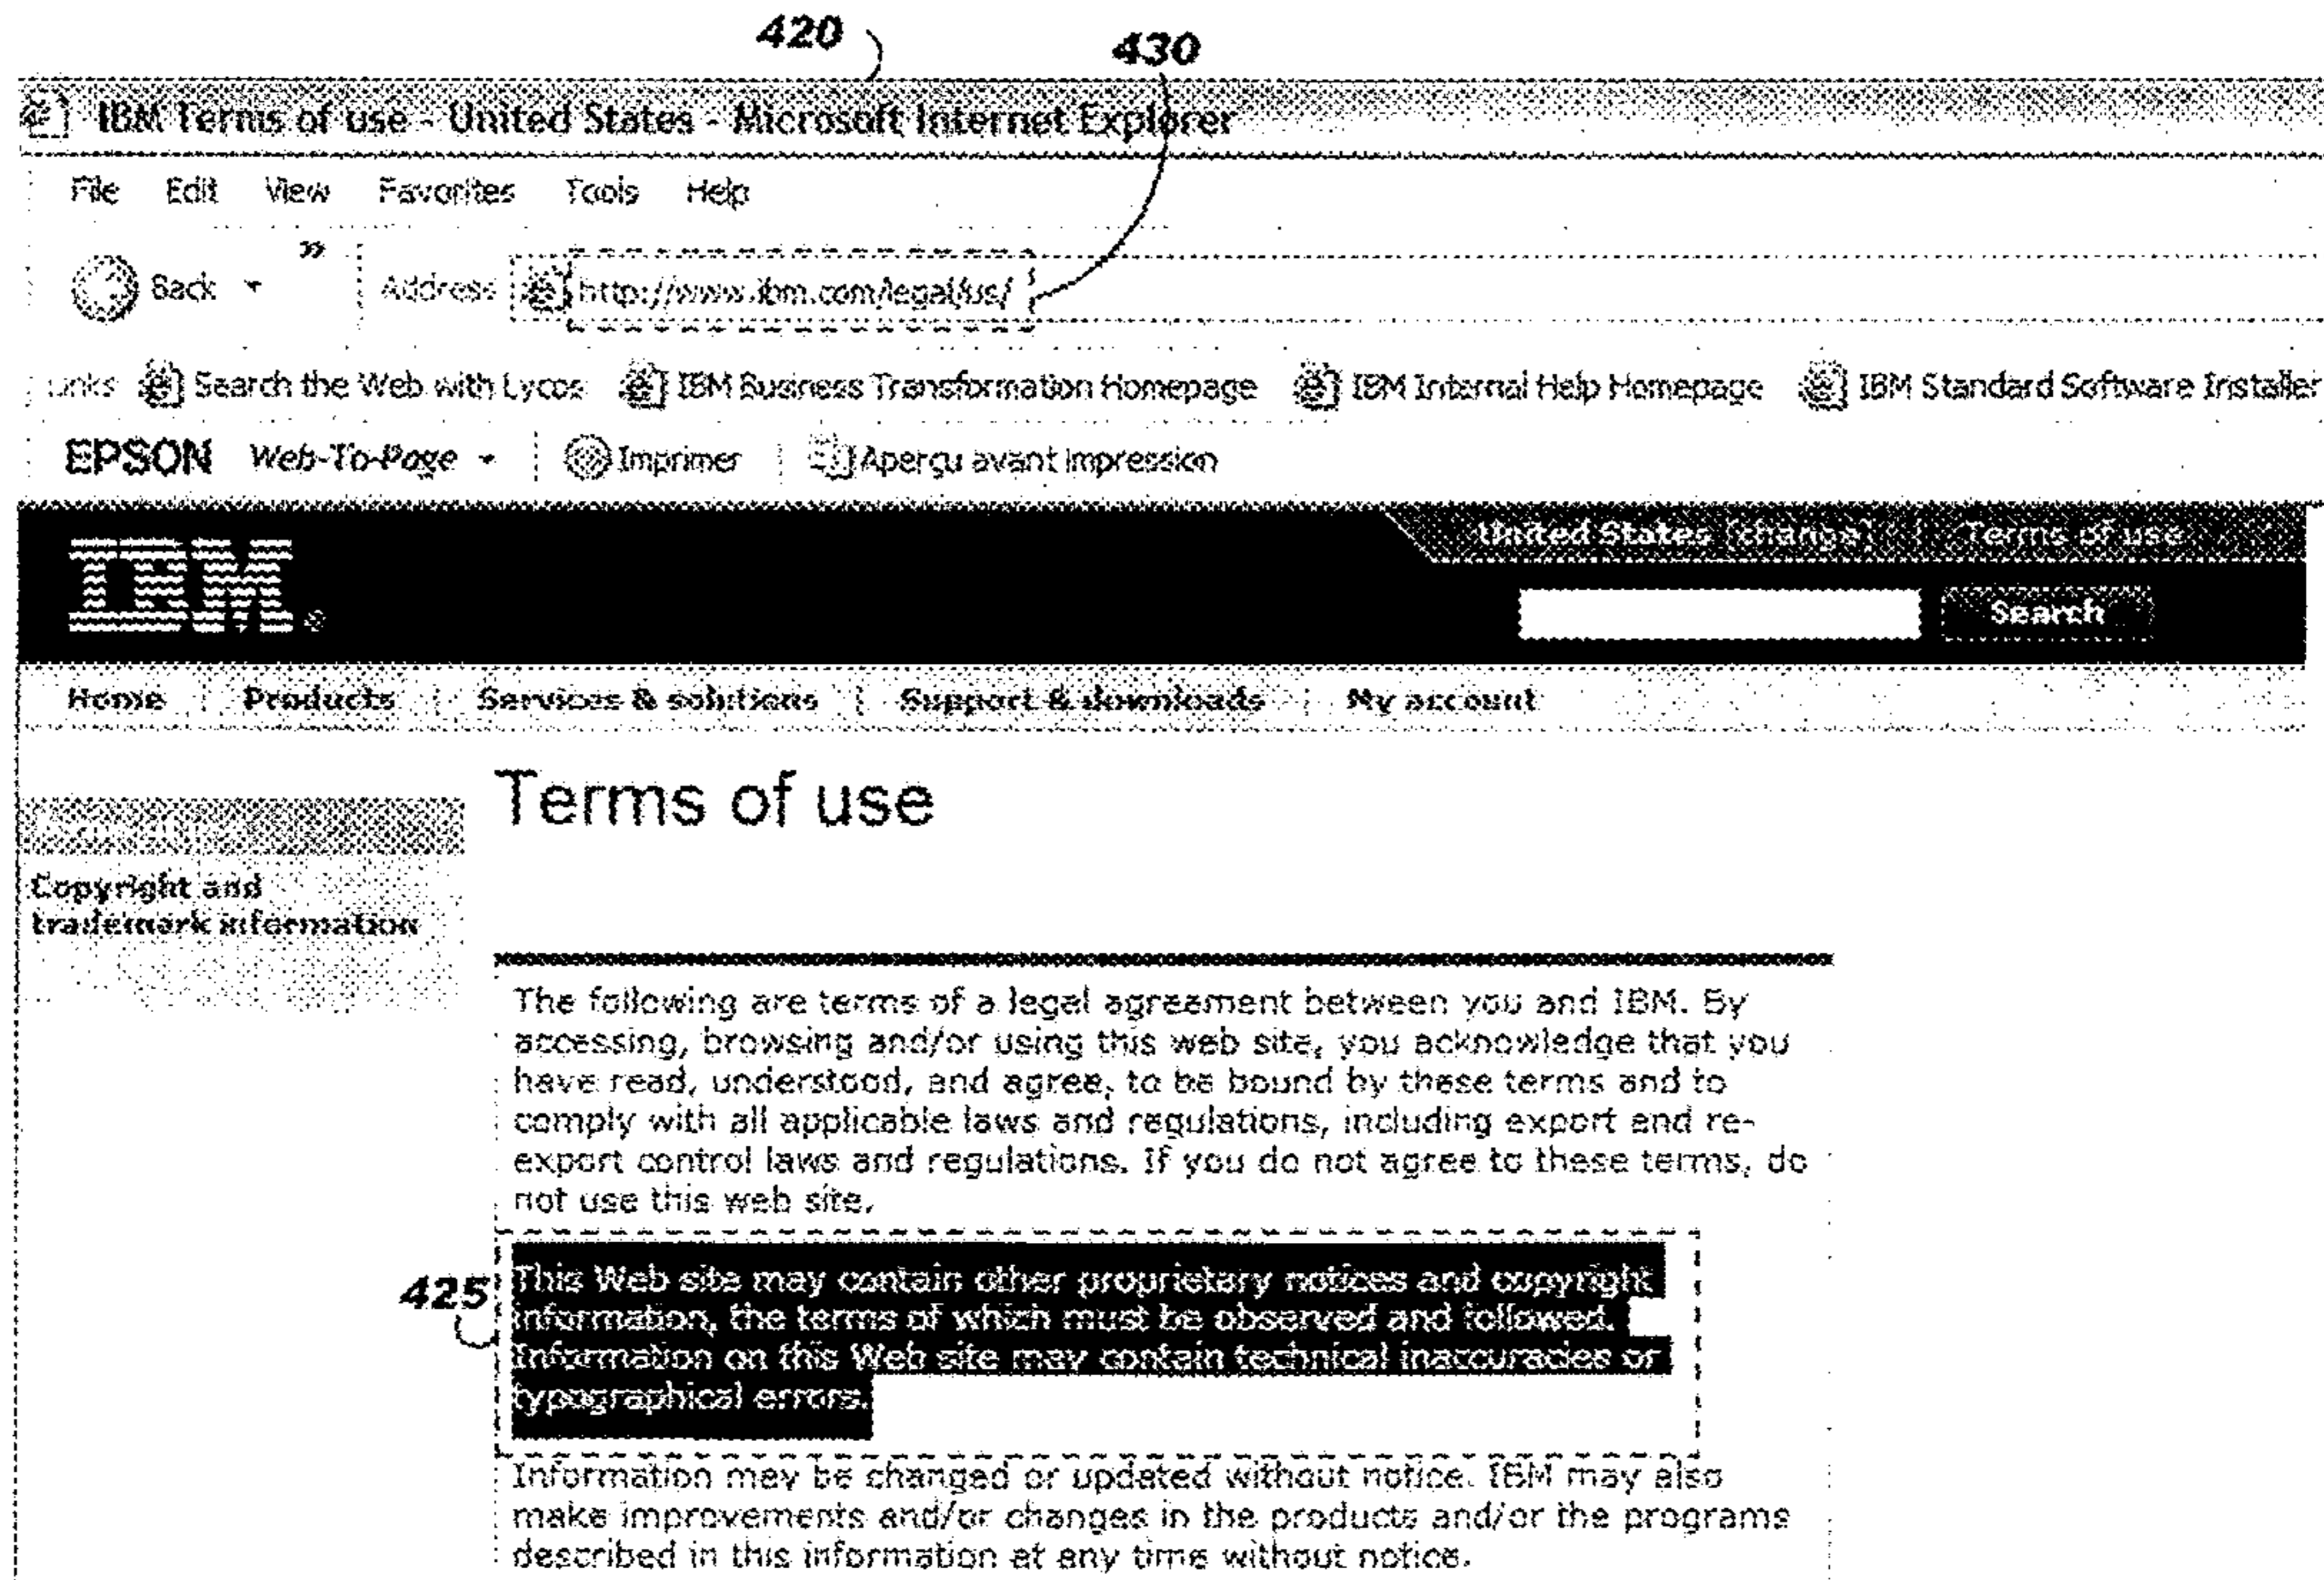 420
430
IBM Terms of use - United States - Microsoft Internet Explorer
File Edit View Favorites Tools Help
Back » Address http://www.ibm.com/legal/us/
Links Search the Web with Lycos IBM Business Transformation Homepage IBM Internal Help Homepage IBM Standard Software Installer
EPSON Web-To-Page Imprimer Aperçu avant impression
United States [change] Terms of use
IBM®
Search
Home Products Services & solutions Support & downloads My account
Terms of use
Copyright and
trademark information
The following are terms of a legal agreement between you and IBM. By
accessing, browsing and/or using this web site, you acknowledge that you
have read, understood, and agree, to be bound by these terms and to
comply with all applicable laws and regulations, including export and re-
export control laws and regulations. If you do not agree to these terms, do
not use this web site.
425
This Web site may contain other proprietary notices and copyright
information, the terms of which must be observed and followed.
Information on this Web site may contain technical inaccuracies or
typographical errors.
Information may be changed or updated without notice. IBM may also
make improvements and/or changes in the products and/or the programs
described in this information at any time without notice.